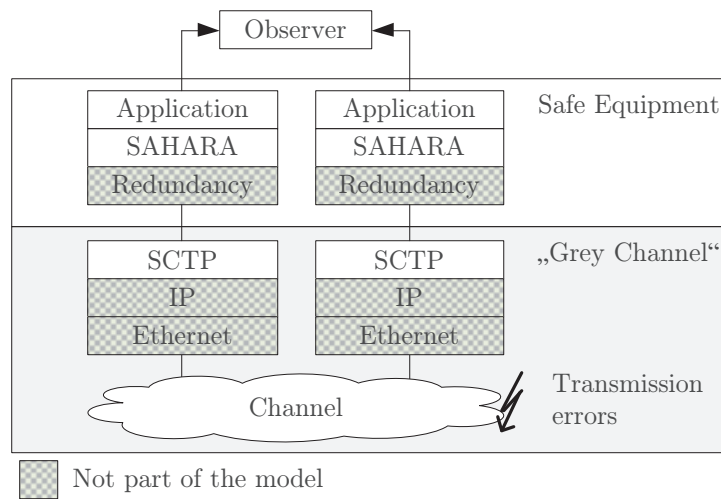 Observer
Application
Application
Safe Equipment
SAHARA
SAHARA
Redundancy
Redundancy
SCTP
SCTP
„Grey Channel“
IP
IP
Ethernet
Ethernet
Channel
Transmission
errors
Not part of the model